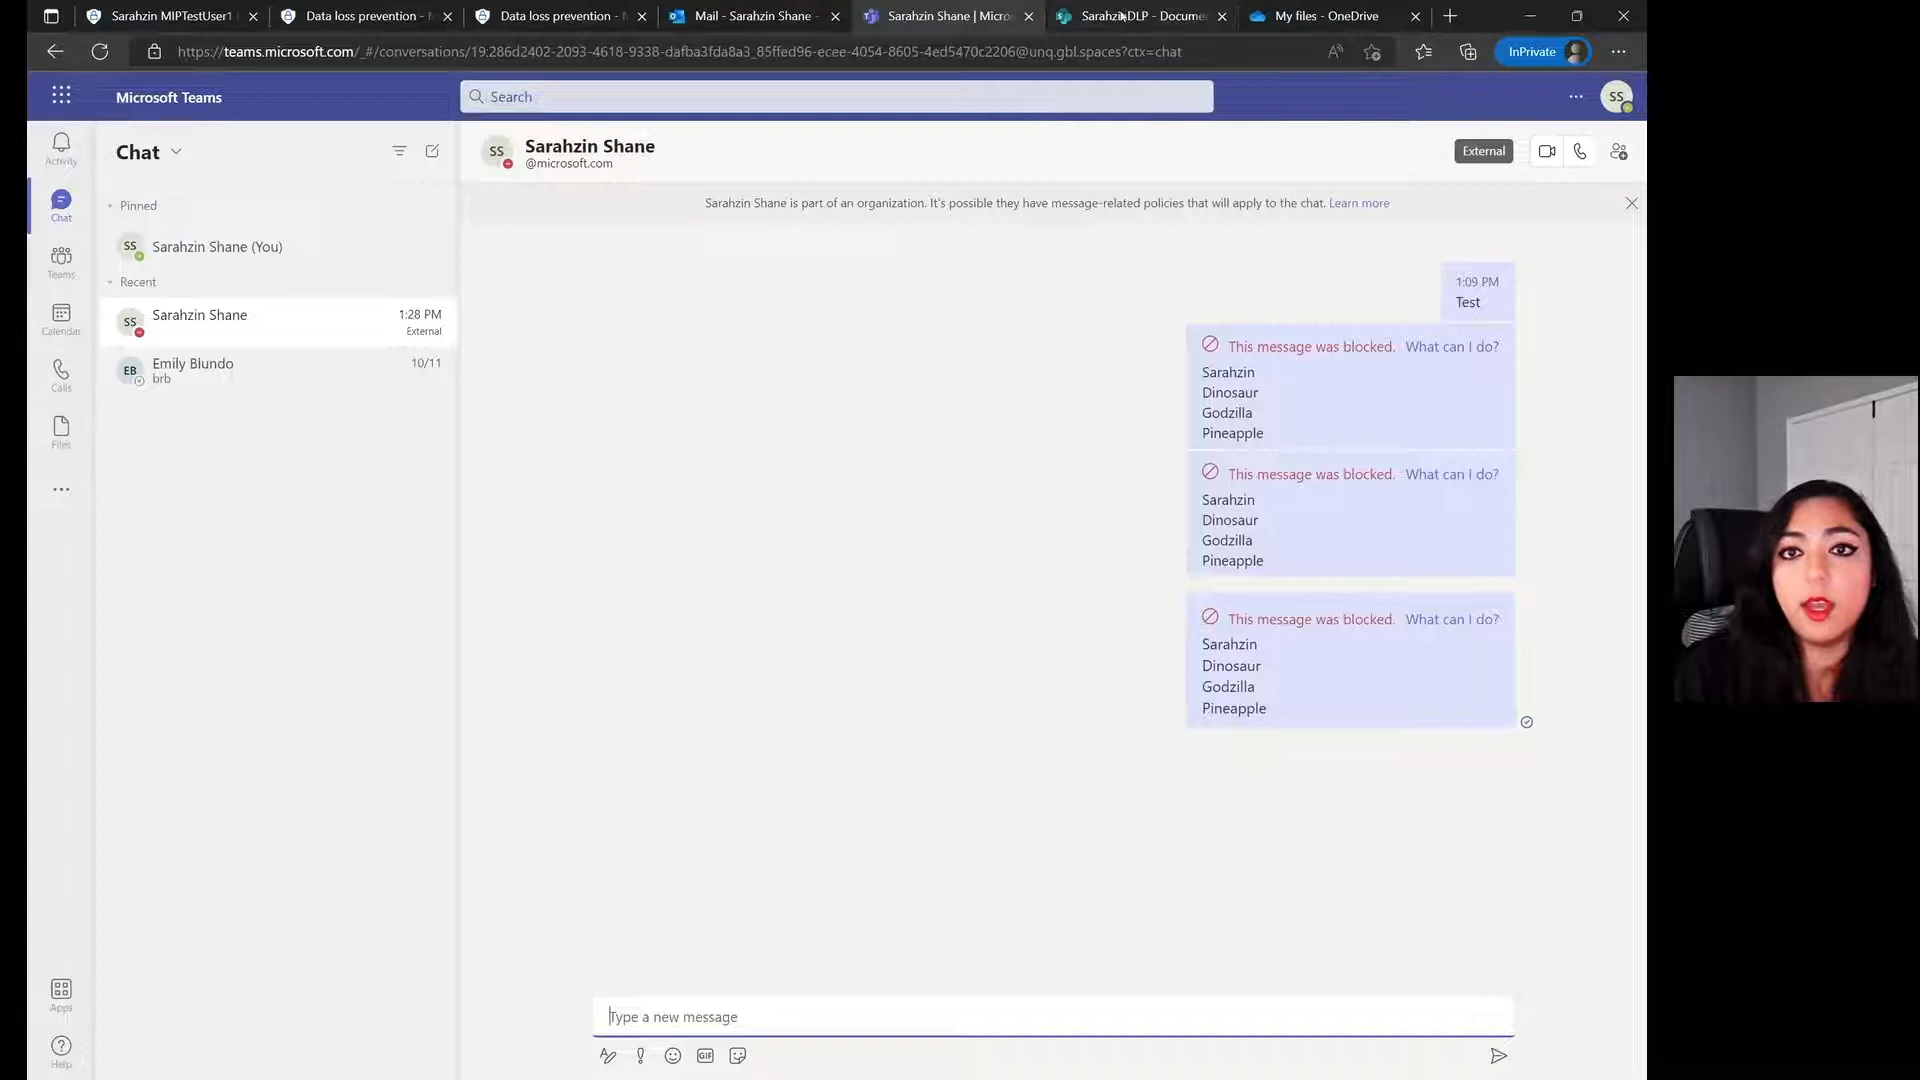 Sarahzin MIPTestUser1
Data loss prevention - M
Data loss prevention - M
Mail - Sarahzin Shane -
Sarahzin Shane | Micro
SarahzinDLP - Docume
My files - OneDrive
https://teams.microsoft.com/_#/conversations/19:286d2402-2093-4618-9338-dafba3fda8a3_85ffed96-ecee-4054-8605-4ed5470c2206@unq.gbl.spaces?ctx=chat
InPrivate
Microsoft Teams
Search
SS
Activity
Chat
Teams
Calendar
Calls
Files
Apps
Help
Chat
Pinned
SS
Sarahzin Shane (You)
Recent
SS
Sarahzin Shane
1:28 PM
External
EB
Emily Blundo
10/11
brb
SS
Sarahzin Shane
@microsoft.com
External
Sarahzin Shane is part of an organization. It's possible they have message-related policies that will apply to the chat. Learn more
1:09 PM
Test
This message was blocked. What can I do?
Sarahzin
Dinosaur
Godzilla
Pineapple
This message was blocked. What can I do?
Sarahzin
Dinosaur
Godzilla
Pineapple
This message was blocked. What can I do?
Sarahzin
Dinosaur
Godzilla
Pineapple
Type a new message
GIF